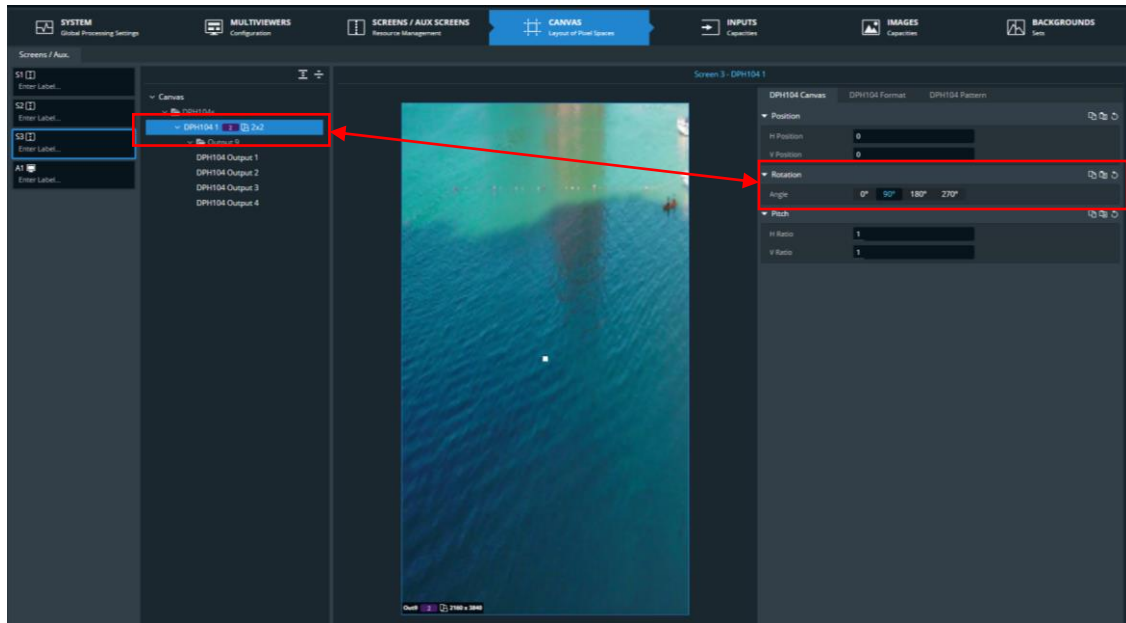 SYSTEM
Global Processing Settings
MULTIVIEWERS
Configuration
SCREENS / AUX SCREENS
Resource Management
CANVAS
Layout of Pixel Spaces
INPUTS
Capacities
IMAGES
Capacities
BACKGROUNDS
Sets
Screens / Aux.
S1
Enter Label...
S2
Enter Label...
S3
Enter Label...
A1
Enter Label...
Canvas
DPH104s
DPH104 1 2 2x2
Output 9
DPH104 Output 1
DPH104 Output 2
DPH104 Output 3
DPH104 Output 4
Screen 3 - DPH104 1
Out9 2 2160 x 3840
DPH104 Canvas DPH104 Format DPH104 Pattern
Position
H Position 0
V Position 0
Rotation
Angle 0° 90° 180° 270°
Pitch
H Ratio 1
V Ratio 1